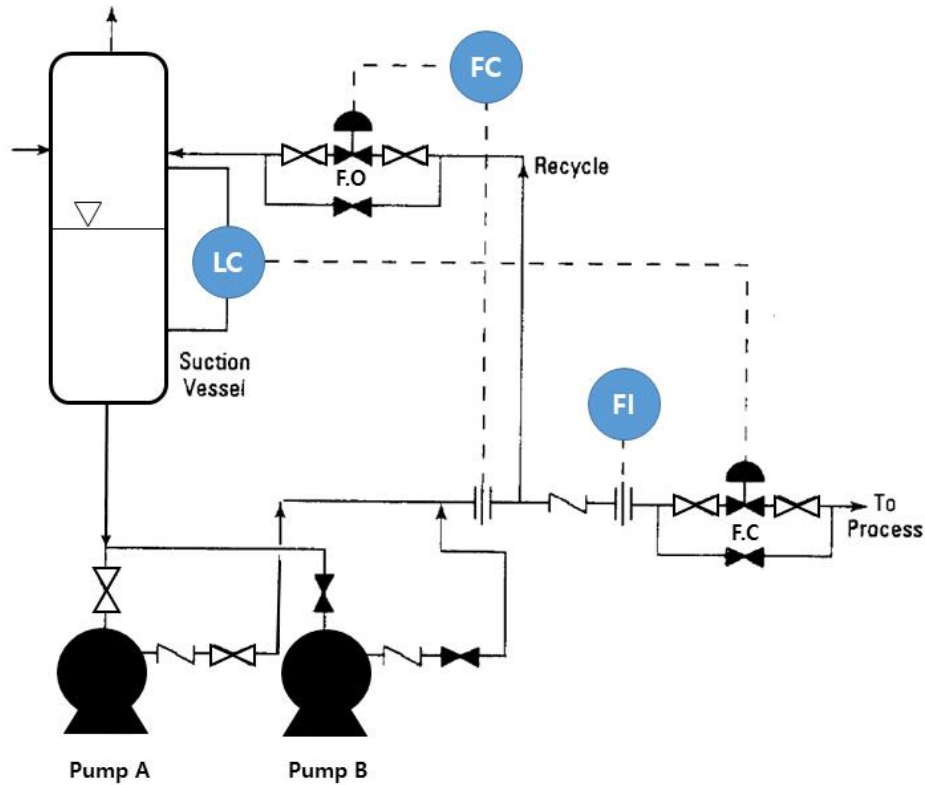 FC
F.O
Recycle
LC
Suction
Vessel
FI
F.C
To
Process
Pump A
Pump B